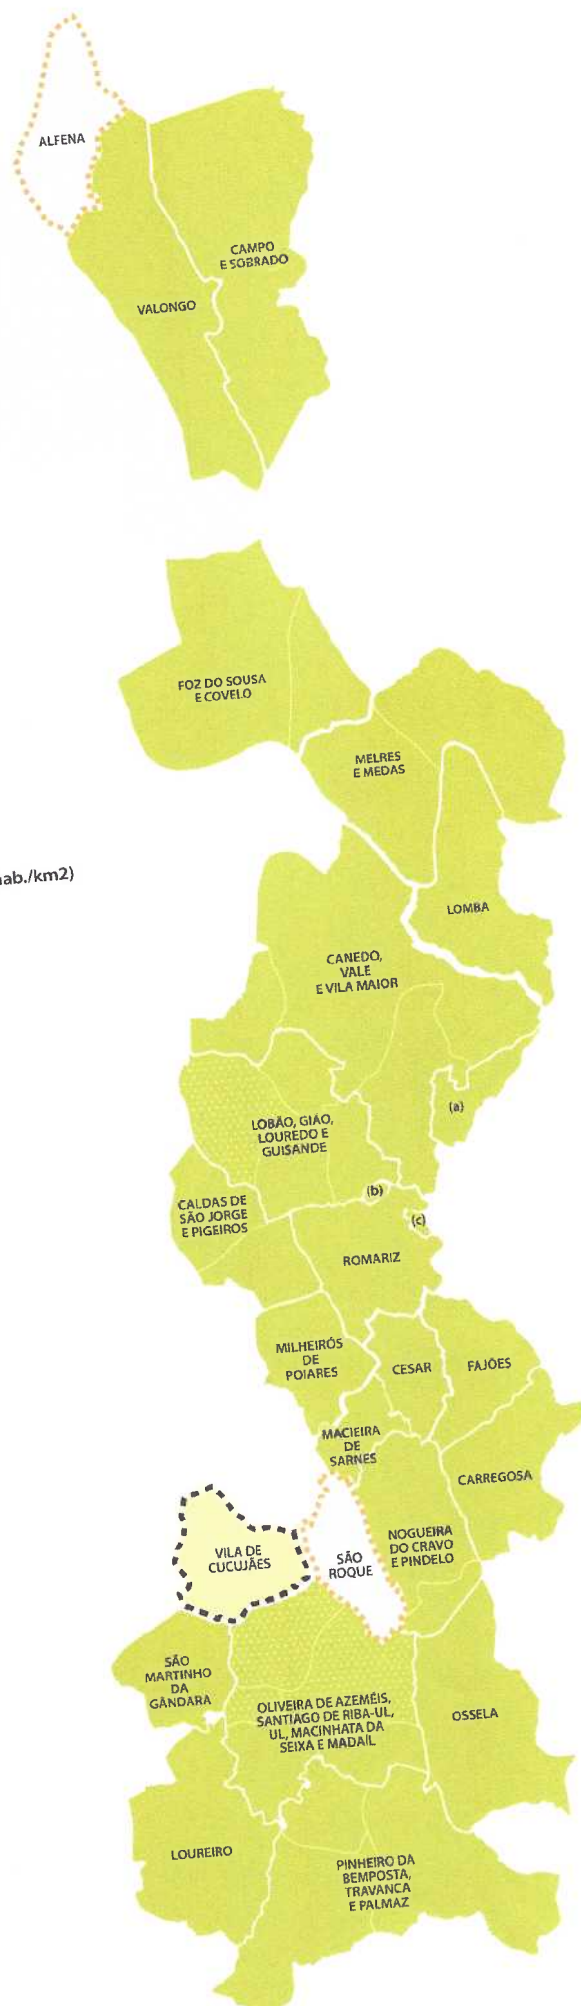 ALFENA
CAMPO
E SOBRADO
VALONGO
FOZ DO SOUSA
E COVELO
MELRES
E MEDAS
hab./km2)
LOMBA
CANEDO,
VALE
E VILA MAIOR
(a)
LOBÃO, GIÃO,
LOUREDO E
GUISANDE
(b)
CALDAS DE
SÃO JORGE
E PIGEIROS
(c)
ROMARIZ
MILHEIRÓS
DE
POIARES
CESAR
FAJÕES
MACIEIRA
DE
SARNES
CARREGOSA
NOGUEIRA
DO CRAVO
E PINDELO
VILA DE
CUCUJÃES
SÃO
ROQUE
SÃO
MARTINHO
DA
GÂNDARA
OLIVEIRA DE AZEMÉIS,
SANTIAGO DE RIBA-UL,
UL, MACINHATA DA
SEIXA E MADAÍL
OSSELA
LOUREIRO
PINHEIRO DA
BEMPOSTA,
TRAVANCA
E PALMAZ